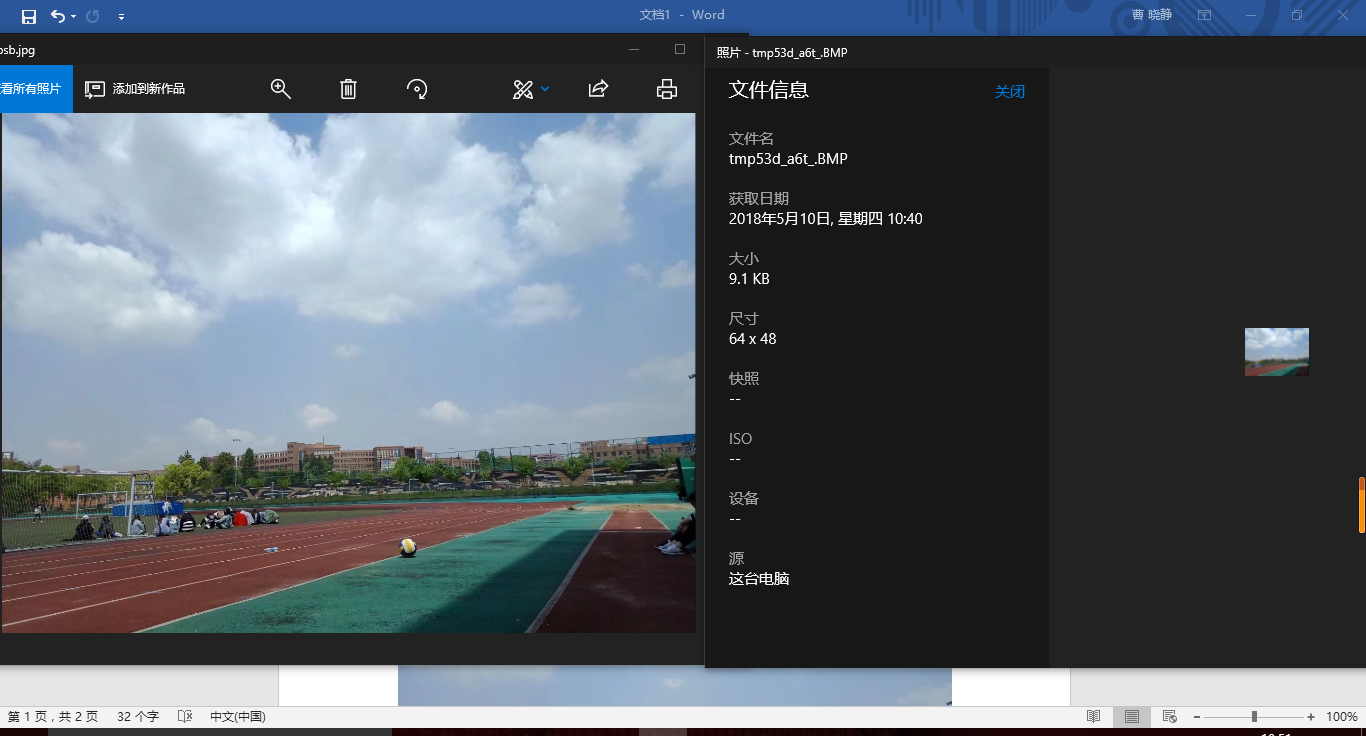 文档1 - Word
曹 晓静
osb.jpg
看所有照片
添加到新作品
照片 - tmp53d_a6t_.BMP
文件信息
关闭
文件名
tmp53d_a6t_.BMP
获取日期
2018年5月10日, 星期四 10:40
大小
9.1 KB
尺寸
64 x 48
快照
--
ISO
--
设备
--
源
这台电脑
第 1 页，共 2 页
32 个字
中文(中国)
100%